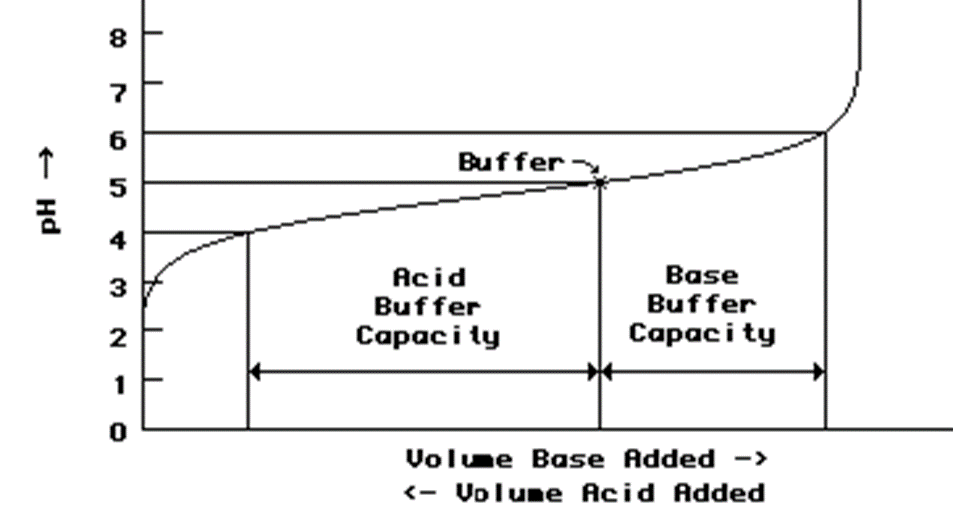 8
7
6
Buffer
5
pH →
4
Acid
Buffer
Capacity
Base
Buffer
Capacity
3
2
1
0
Volume Base Added ->
<- Volume Acid Added